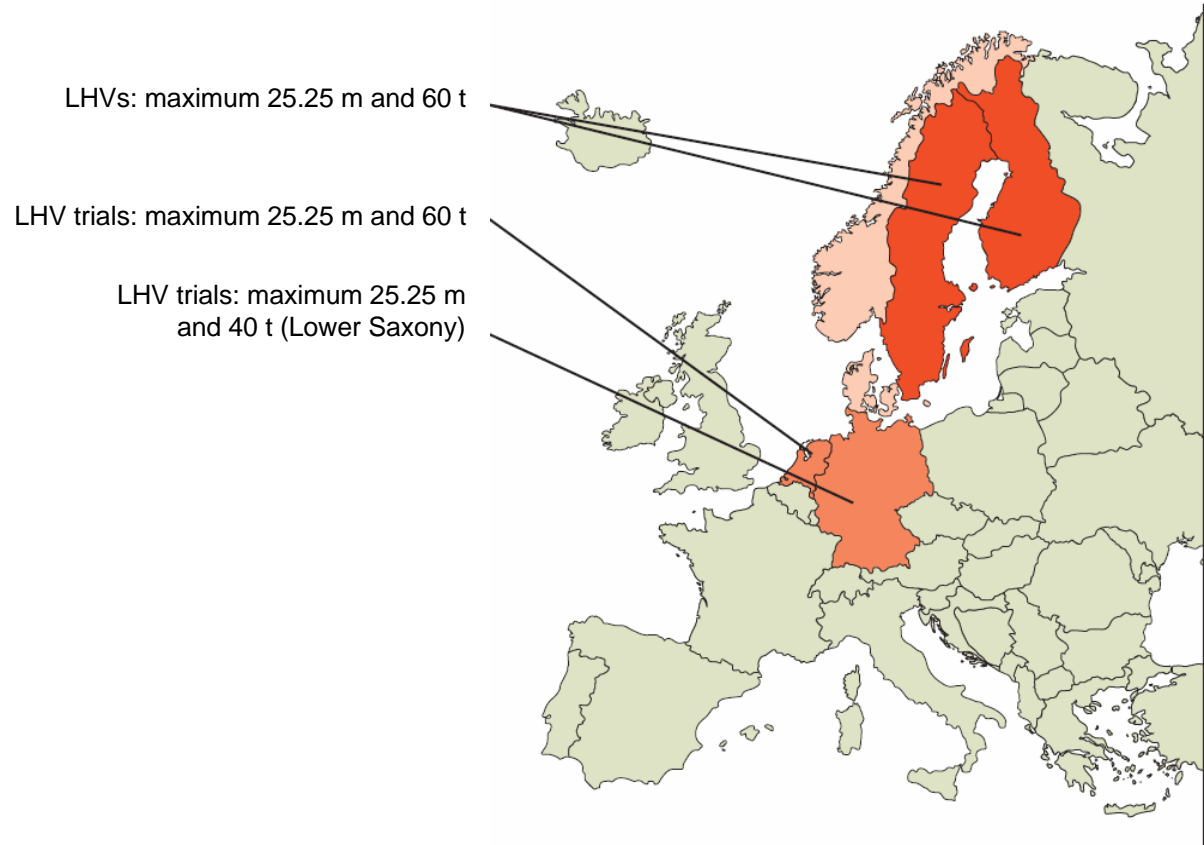 LHVs: maximum 25.25 m and 60 t
LHV trials: maximum 25.25 m and 60 t
LHV trials: maximum 25.25 m
and 40 t (Lower Saxony)